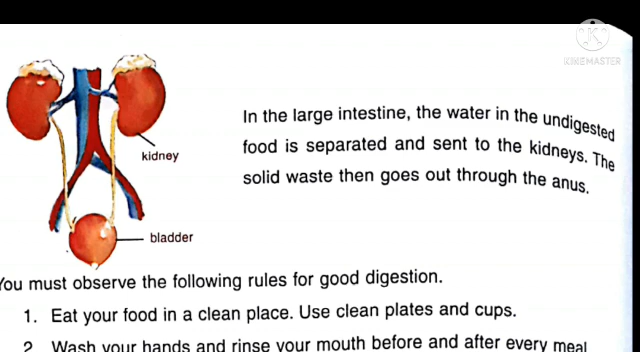 KINEMASTER
In the large intestine, the water in the undigested
food is separated and sent to the kidneys. The
solid waste then goes out through the anus.
kidney
bladder
You must observe the following rules for good digestion.
1. Eat your food in a clean place. Use clean plates and cups.
2. Wash your hands and rinse your mouth before and after every meal